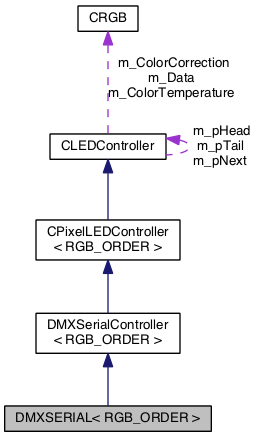 CRGB
m_ColorCorrection
m_Data
m_ColorTemperature
CLEDController
m_pHead
m_pTail
m_pNext
CPixelLEDController
< RGB_ORDER >
DMXSerialController
< RGB_ORDER >
DMXSERIAL< RGB_ORDER >